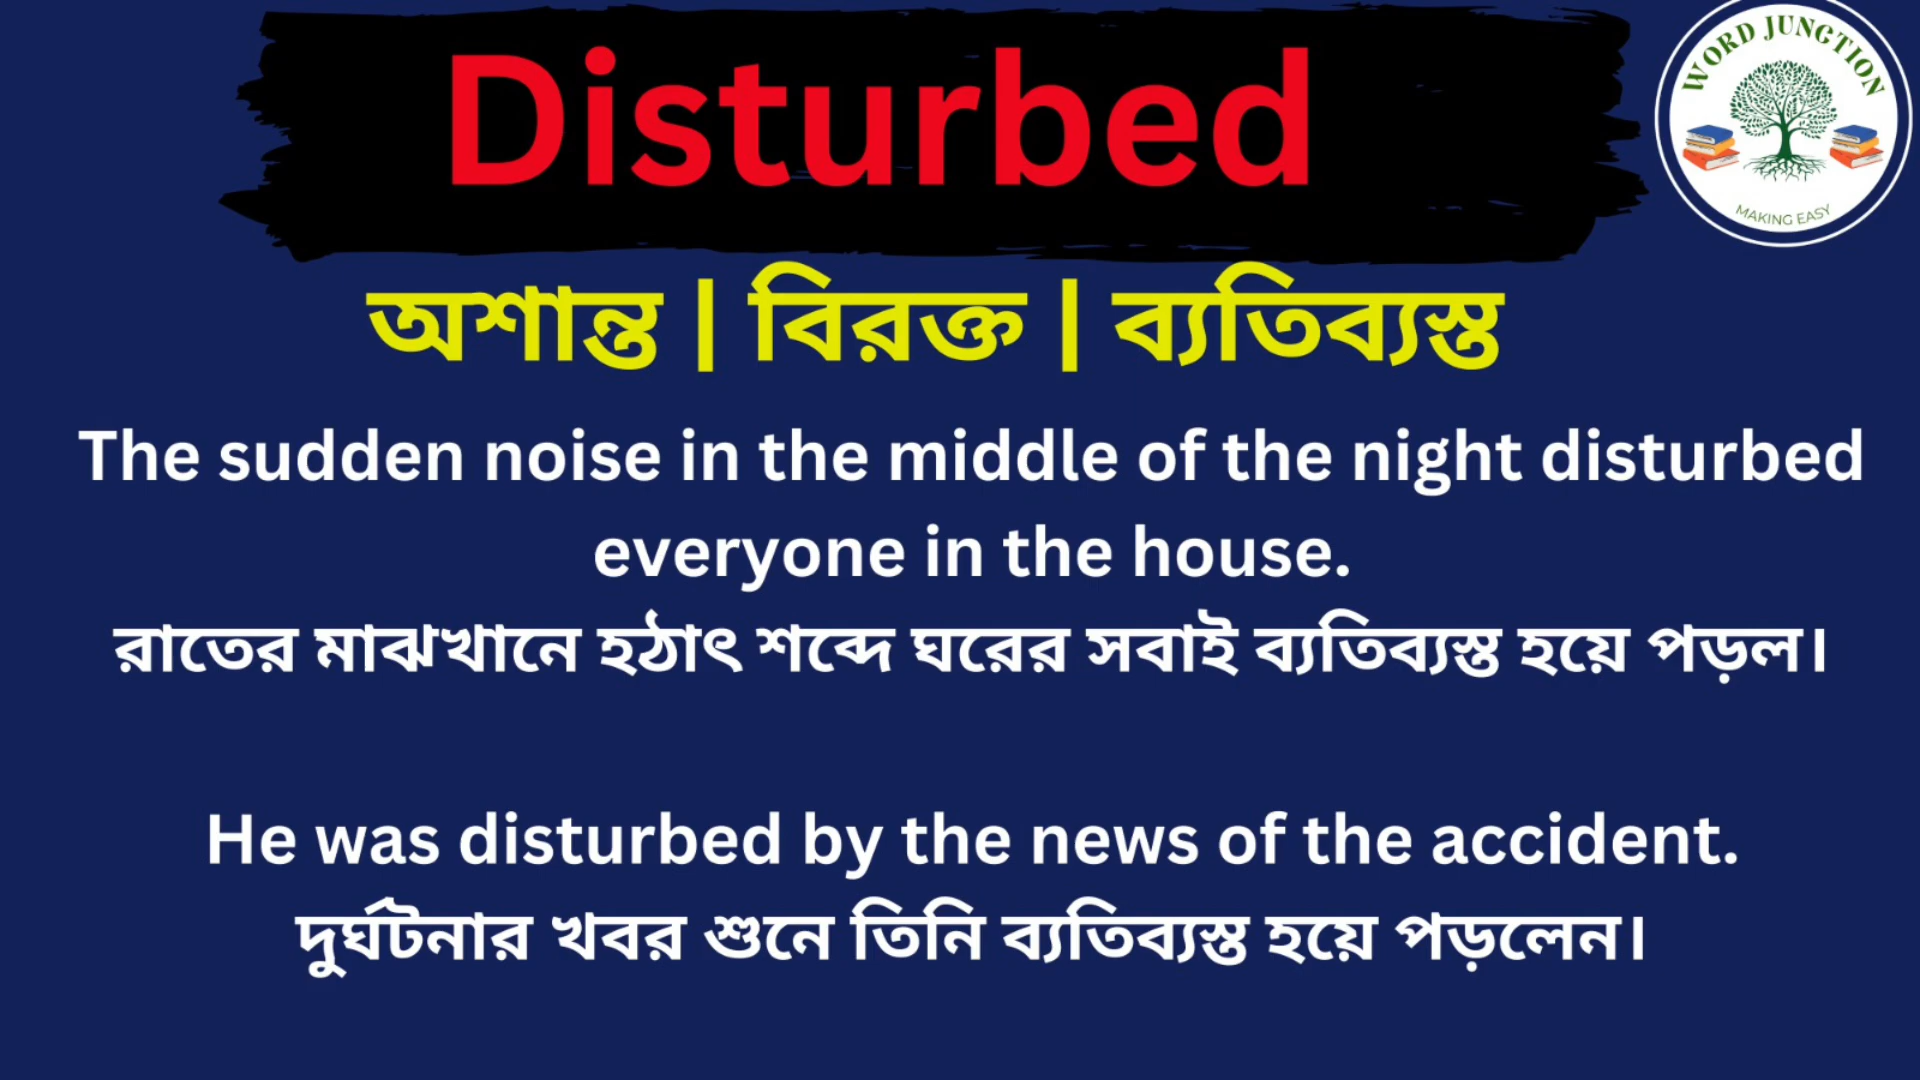 Disturbed
WORD JUNCTION
MAKING EASY
অশান্ত | বিরক্ত | ব্যতিব্যস্ত
The sudden noise in the middle of the night disturbed
everyone in the house.
রাতের মাঝখানে হঠাৎ শব্দে ঘরের সবাই ব্যতিব্যস্ত হয়ে পড়ল।
He was disturbed by the news of the accident.
দুর্ঘটনার খবর শুনে তিনি ব্যতিব্যস্ত হয়ে পড়লেন।